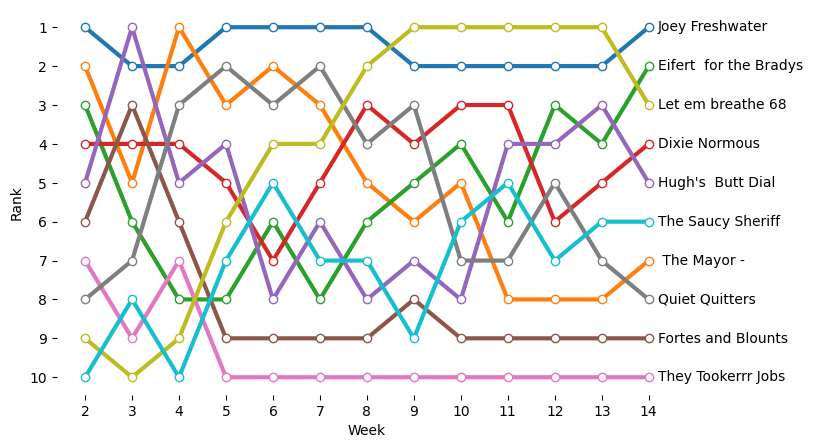 1 Joey Freshwater
2 Eifert  for the Bradys
3 Let em breathe 68
4 Dixie Normous
5 Hugh's  Butt Dial
6 The Saucy Sheriff
7 The Mayor -
8 Quiet Quitters
9 Fortes and Blounts
10 They Tookerrr Jobs
Rank
2 3 4 5 6 7 8 9 10 11 12 13 14
Week